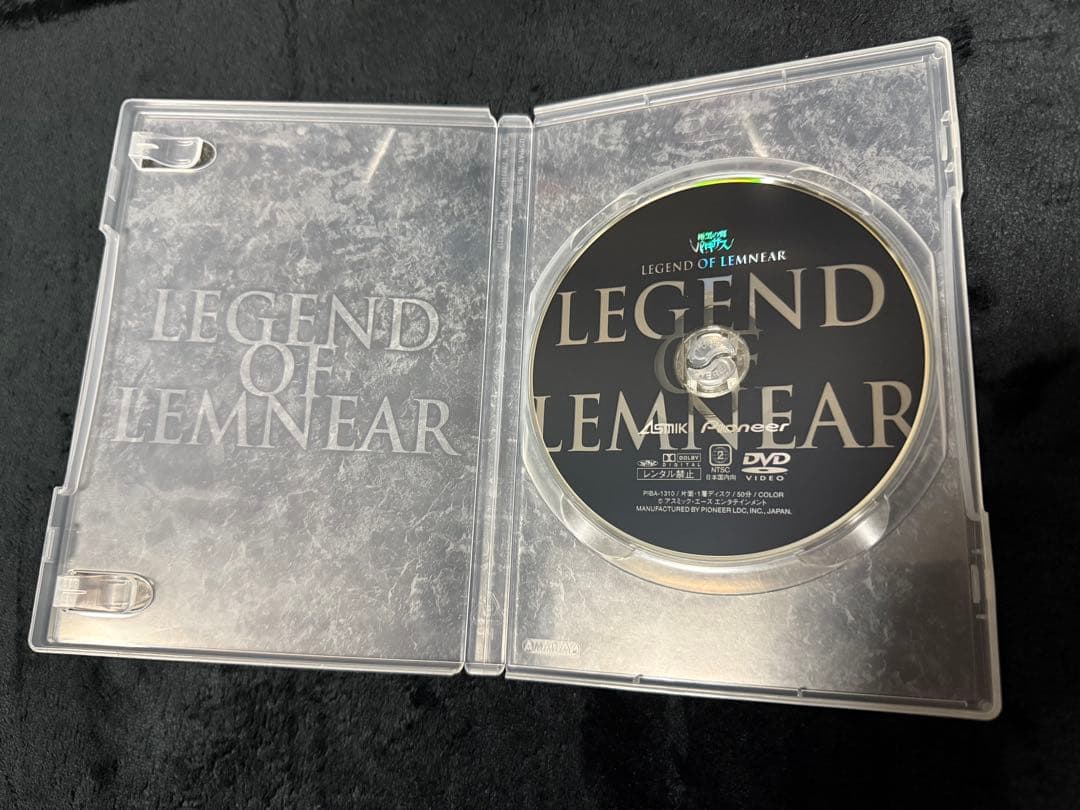 LEGEND
OF
LEMNEAR
LEGEND OF LEMNEAR
LEGEND
OF
LEMNEAR
ASMIK Pioneer
DOLBY
DIGITAL
レンタル禁止
2
NTSC
日本国内向
DVD
VIDEO
PIBA-1310 / 片面・1層ディスク / 50分 / COLOR
© アスミック・エース エンタテインメント
MANUFACTURED BY PIONEER LDC, INC., JAPAN.
AMARAY